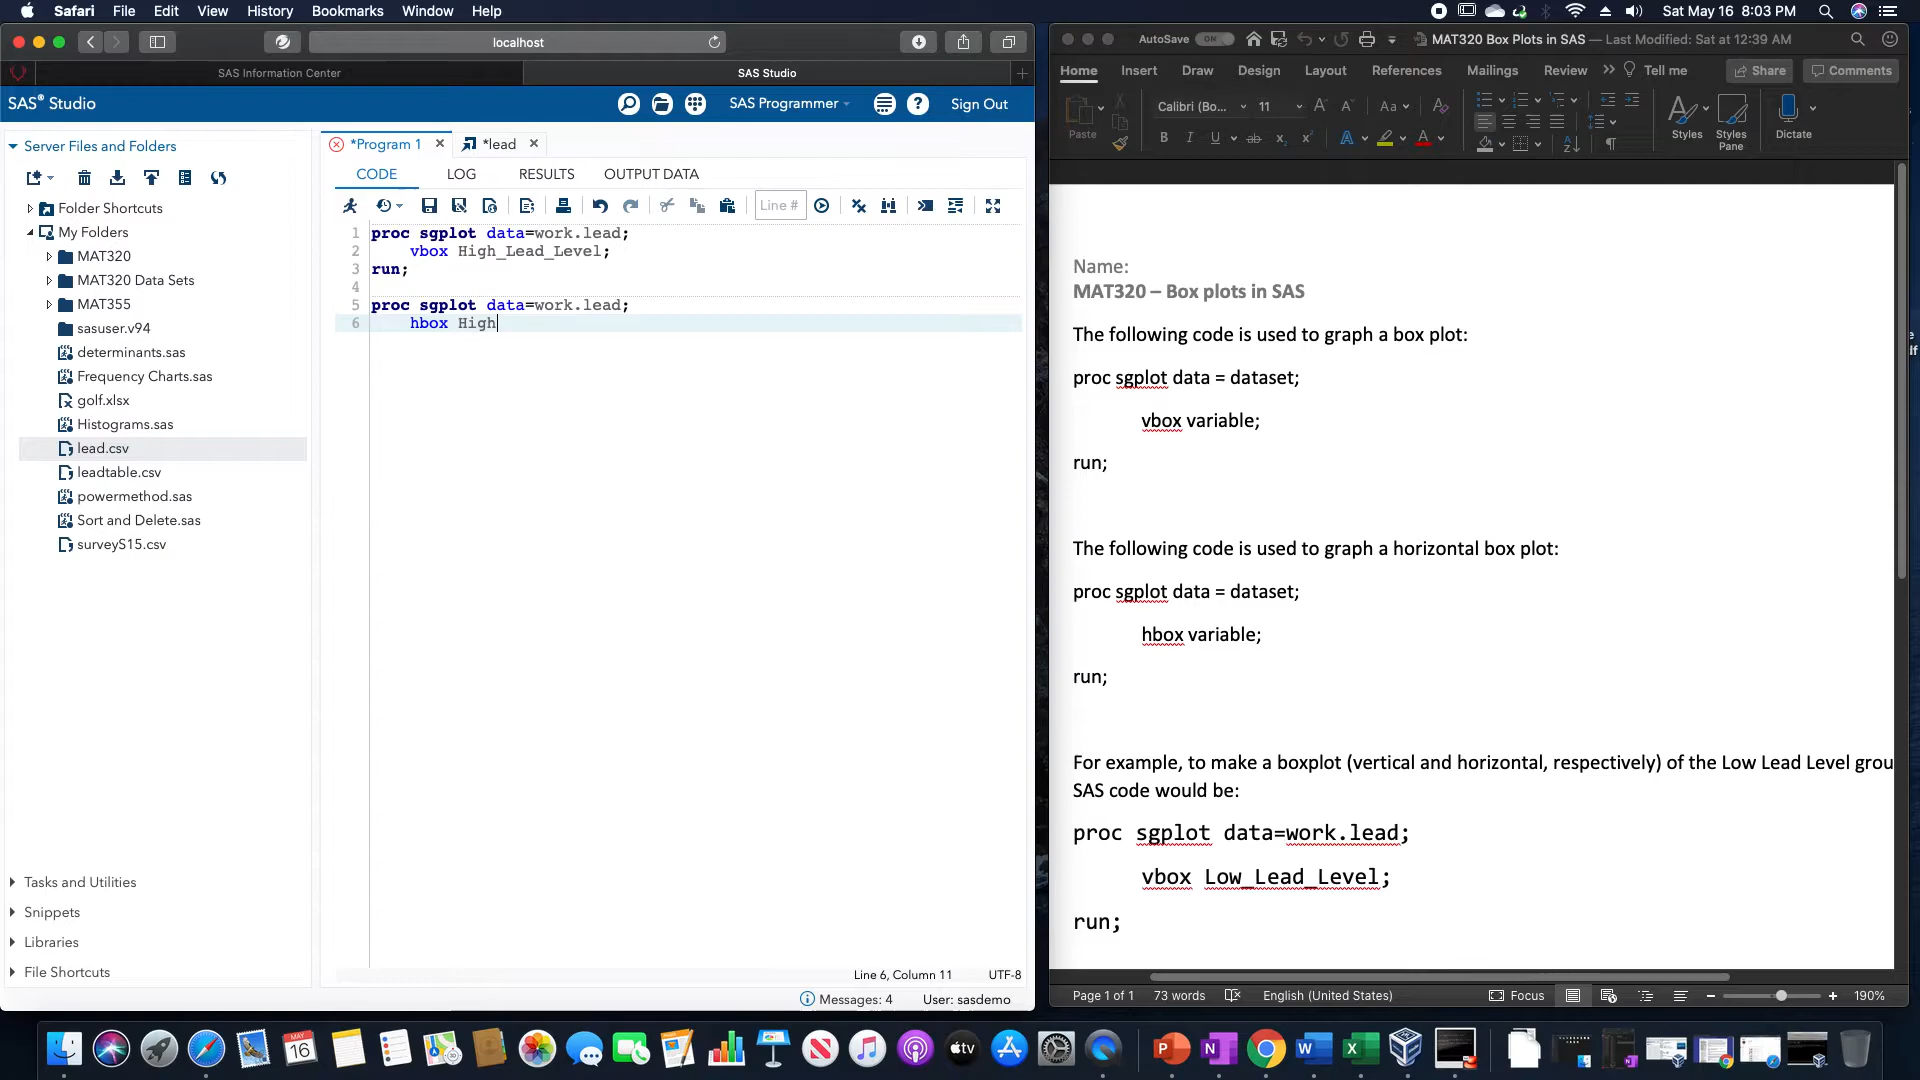 Safari File Edit View History Bookmarks Window Help
Sat May 16 8:03 PM
localhost
SAS Information Center
SAS Studio
SAS® Studio
SAS Programmer
Sign Out
Server Files and Folders
Folder Shortcuts
My Folders
MAT320
MAT320 Data Sets
MAT355
sasuser.v94
determinants.sas
Frequency Charts.sas
golf.xlsx
Histograms.sas
lead.csv
leadtable.csv
powermethod.sas
Sort and Delete.sas
surveyS15.csv
Tasks and Utilities
Snippets
Libraries
File Shortcuts
*Program 1
*lead
CODE LOG RESULTS OUTPUT DATA
Line #
1 proc sgplot data=work.lead;
2 vbox High_Lead_Level;
3 run;
4
5 proc sgplot data=work.lead;
6 hbox High
Line 6, Column 11 UTF-8
Messages: 4 User: sasdemo
AutoSave ON
MAT320 Box Plots in SAS — Last Modified: Sat at 12:39 AM
Home Insert Draw Design Layout References Mailings Review Tell me
Share Comments
Paste
Calibri (Bo... 11
Styles
Styles Pane
Dictate
Name:
MAT320 – Box plots in SAS
The following code is used to graph a box plot:
proc sgplot data = dataset;
vbox variable;
run;
The following code is used to graph a horizontal box plot:
proc sgplot data = dataset;
hbox variable;
run;
For example, to make a boxplot (vertical and horizontal, respectively) of the Low Lead Level grou
SAS code would be:
proc sgplot data=work.lead;
vbox Low_Lead_Level;
run;
Page 1 of 1 73 words English (United States) Focus 190%